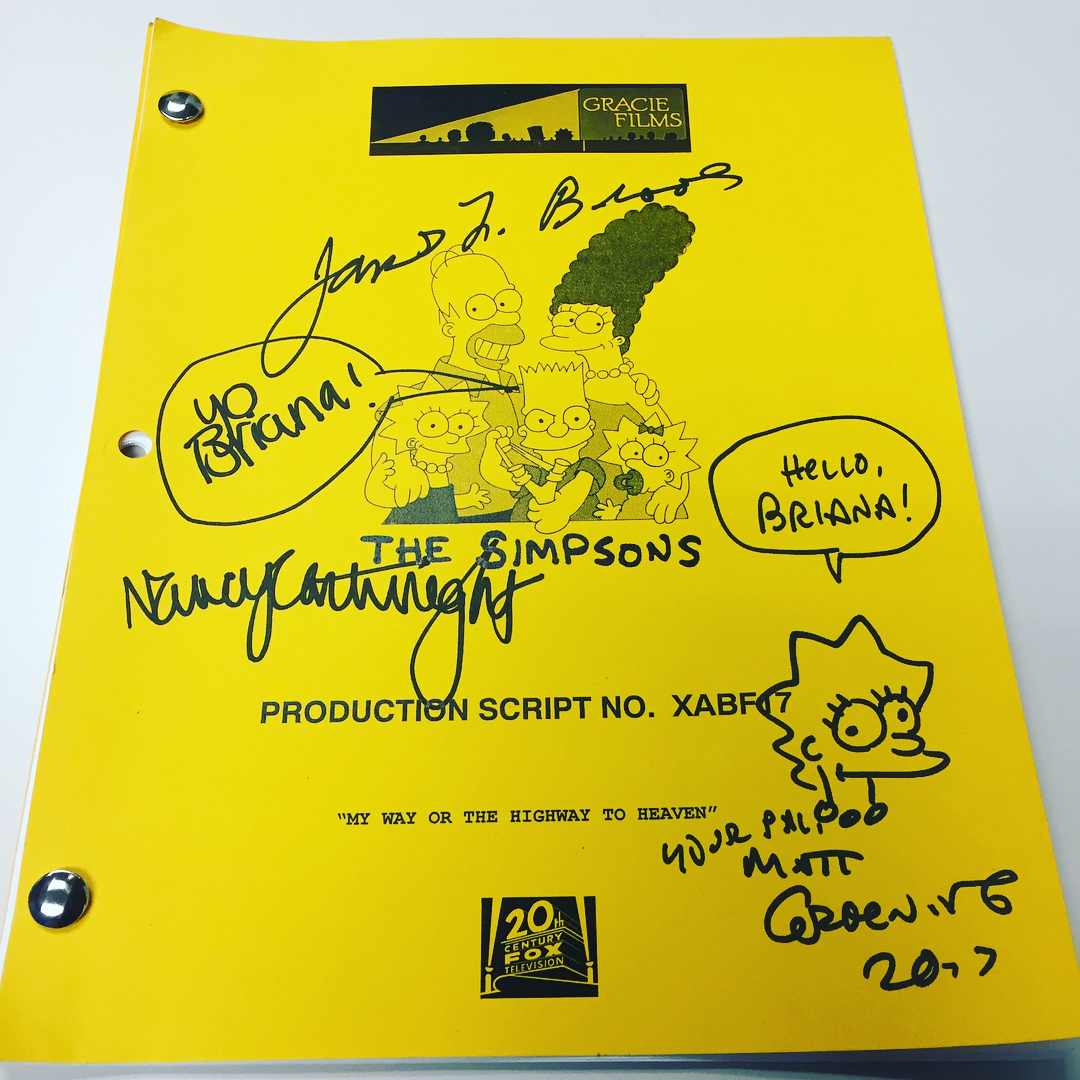 GRACIE
FILMS
James L. Brooks
yo
Briana!
HELLO,
BRIANA!
THE SIMPSONS
Nancy Cartwright
PRODUCTION SCRIPT NO. XABF17
"MY WAY OR THE HIGHWAY TO HEAVEN"
YOUR PAL
MATT
GROENING
2017
20th
CENTURY
FOX
TELEVISION